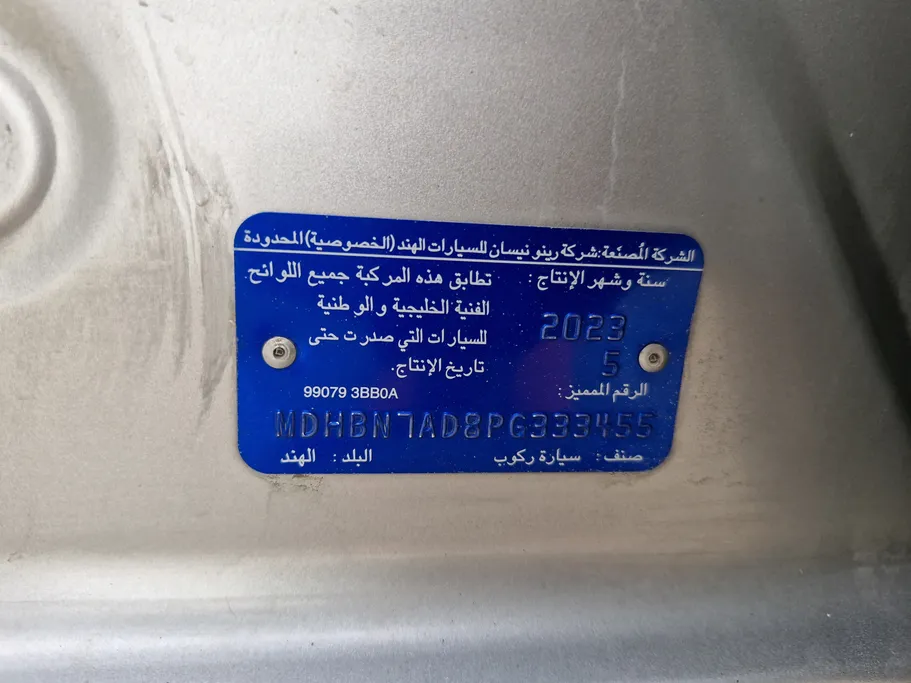 الشركة المُصنَعة:شركة رينو نيسان للسيارات الهند (الخصوصية) المحدودة
سنة وشهر الإنتاج :
2023
5
تطابق هذه المركبة جميع اللوائح
الفنية الخليجية والوطنية
للسيارات التي صدرت حتى
تاريخ الإنتاج.
الرقم المميز:
99079 3BB0A
MDHBN7AD8PG333455
صنف: سيارة ركوب
البلد : الهند